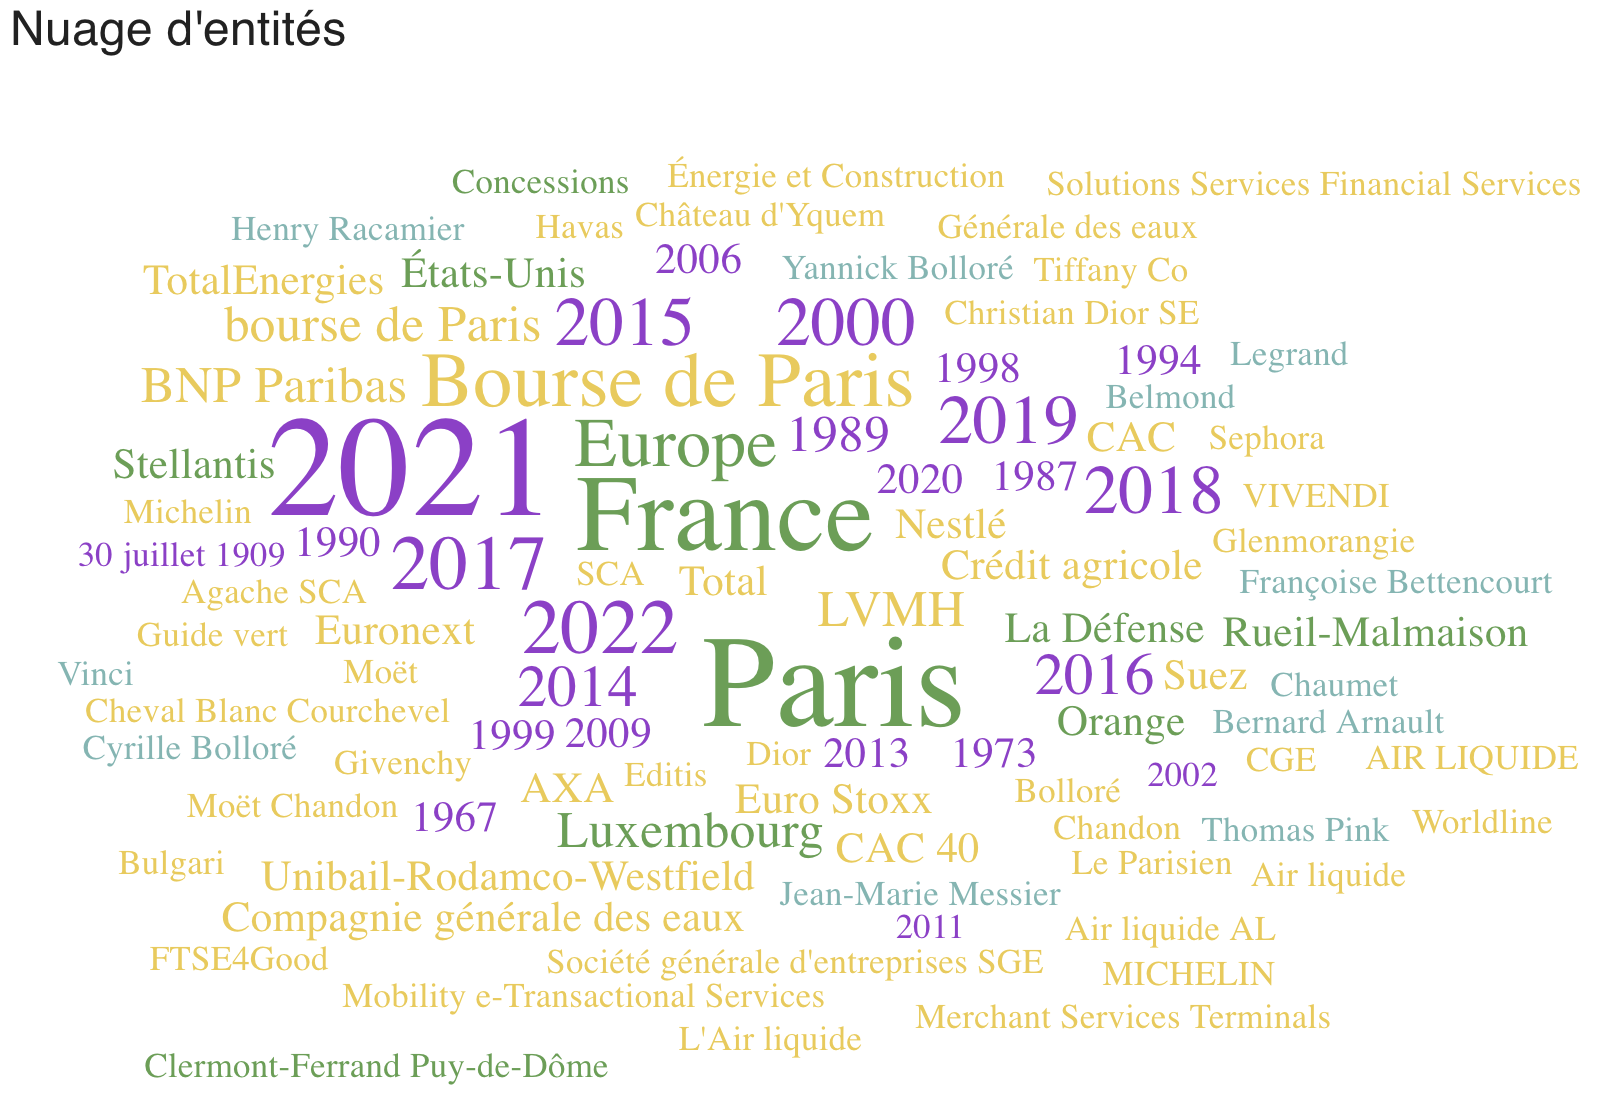 Nuage d'entités
Concessions
Énergie et Construction
Solutions Services Financial Services
Henry Racamier
Havas
Château d'Yquem
Générale des eaux
TotalEnergies
États-Unis
2006
Yannick Bolloré
Tiffany Co
bourse de Paris
2015
2000
Christian Dior SE
BNP Paribas
Bourse de Paris
1998
1994
Legrand
Belmond
2021
Europe
1989
2019
CAC
Sephora
Stellantis
France
2020
1987
2018
VIVENDI
Michelin
30 juillet 1909
1990
2017
Nestlé
Glenmorangie
Agache SCA
SCA
Total
Crédit agricole
Françoise Bettencourt
Guide vert
Euronext
2022
LVMH
La Défense
Rueil-Malmaison
Vinci
Moët
2014
Paris
2016
Suez
Chaumet
Cheval Blanc Courchevel
1999
2009
Orange
Bernard Arnault
Cyrille Bolloré
Givenchy
Dior
2013
1973
CGE
AIR LIQUIDE
AXA
Editis
2002
Moët Chandon
1967
Euro Stoxx
Bolloré
Luxembourg
CAC 40
Chandon
Thomas Pink
Worldline
Bulgari
Unibail-Rodamco-Westfield
Le Parisien
Air liquide
Jean-Marie Messier
Compagnie générale des eaux
2011
Air liquide AL
FTSE4Good
Société générale d'entreprises SGE
MICHELIN
Mobility e-Transactional Services
Merchant Services Terminals
L'Air liquide
Clermont-Ferrand Puy-de-Dôme